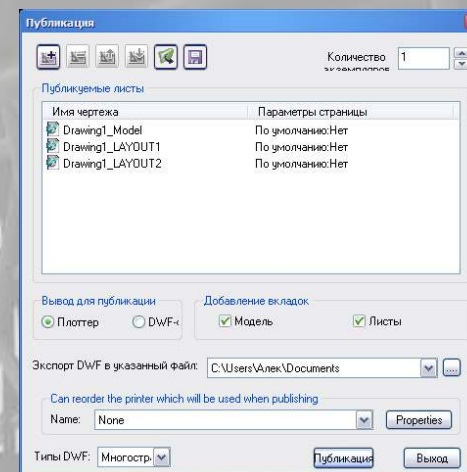 Публикация
Количество 1
экземпляров
Публикуемые листы
Имя чертежа Параметры страницы
Drawing1_Model По умолчанию:Нет
Drawing1_LAYOUT1 По умолчанию:Нет
Drawing1_LAYOUT2 По умолчанию:Нет
Вывод для публикации Добавление вкладок
Плоттер DWF-‹ Модель Листы
Экспорт DWF в указанный файл: C:\Users\Алек\Documents ....
Can reorder the printer which will be used when publishing
Name: None Properties
Типы DWF: Многостр. Публикация Выход